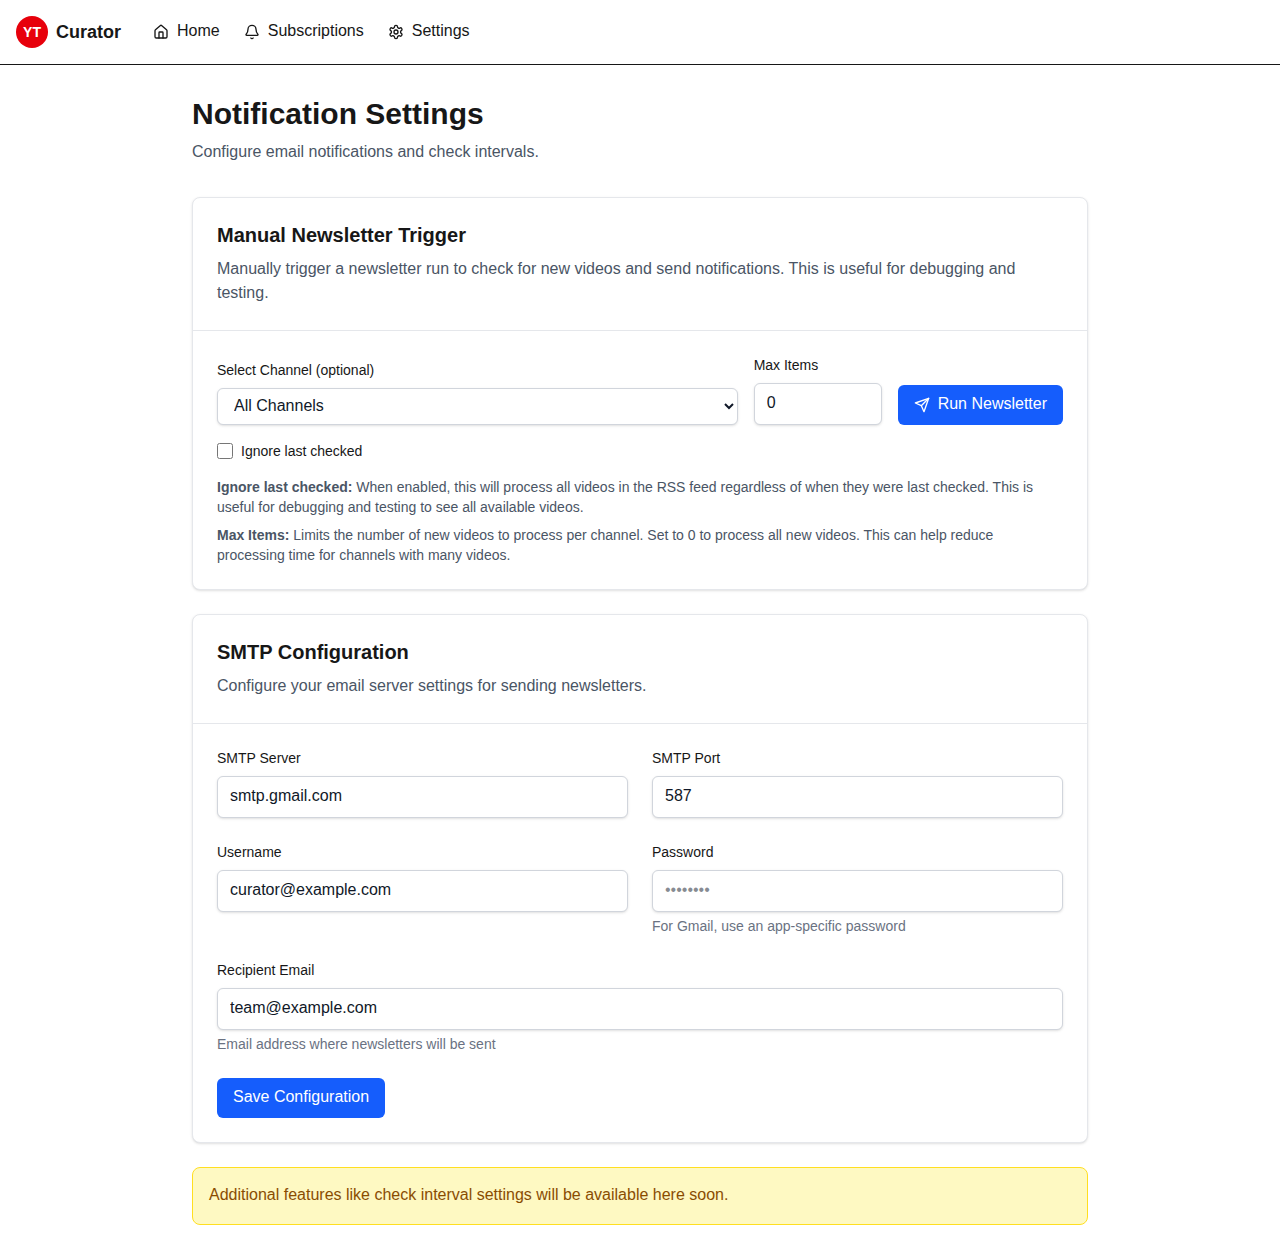 YT Curator Home Subscriptions Settings
Notification Settings
Configure email notifications and check intervals.
Manual Newsletter Trigger
Manually trigger a newsletter run to check for new videos and send notifications. This is useful for debugging and
testing.
Select Channel (optional)
All Channels
Max Items
0
Run Newsletter
Ignore last checked
Ignore last checked: When enabled, this will process all videos in the RSS feed regardless of when they were last checked. This is
useful for debugging and testing to see all available videos.
Max Items: Limits the number of new videos to process per channel. Set to 0 to process all new videos. This can help reduce
processing time for channels with many videos.
SMTP Configuration
Configure your email server settings for sending newsletters.
SMTP Server
smtp.gmail.com
SMTP Port
587
Username
curator@example.com
Password
••••••••
For Gmail, use an app-specific password
Recipient Email
team@example.com
Email address where newsletters will be sent
Save Configuration
Additional features like check interval settings will be available here soon.